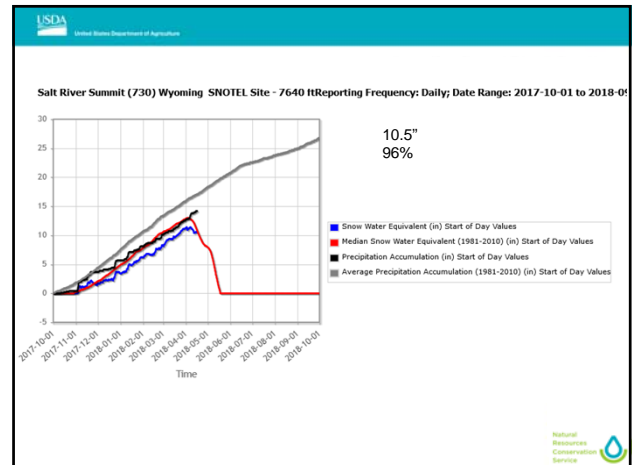 USDA
United States Department of Agriculture
Salt River Summit (730) Wyoming SNOTEL Site - 7640 ftReporting Frequency: Daily; Date Range: 2017-10-01 to 2018-09
10.5”
96%
30
25
20
15
10
5
0
-5
2017-10-01
2017-11-01
2017-12-01
2018-01-01
2018-02-01
2018-03-01
2018-04-01
2018-05-01
2018-06-01
2018-07-01
2018-08-01
2018-09-01
2018-10-01
Time
Snow Water Equivalent (in) Start of Day Values
Median Snow Water Equivalent (1981-2010) (in) Start of Day Values
Precipitation Accumulation (in) Start of Day Values
Average Precipitation Accumulation (1981-2010) (in) Start of Day Values
Natural
Resources
Conservation
Service